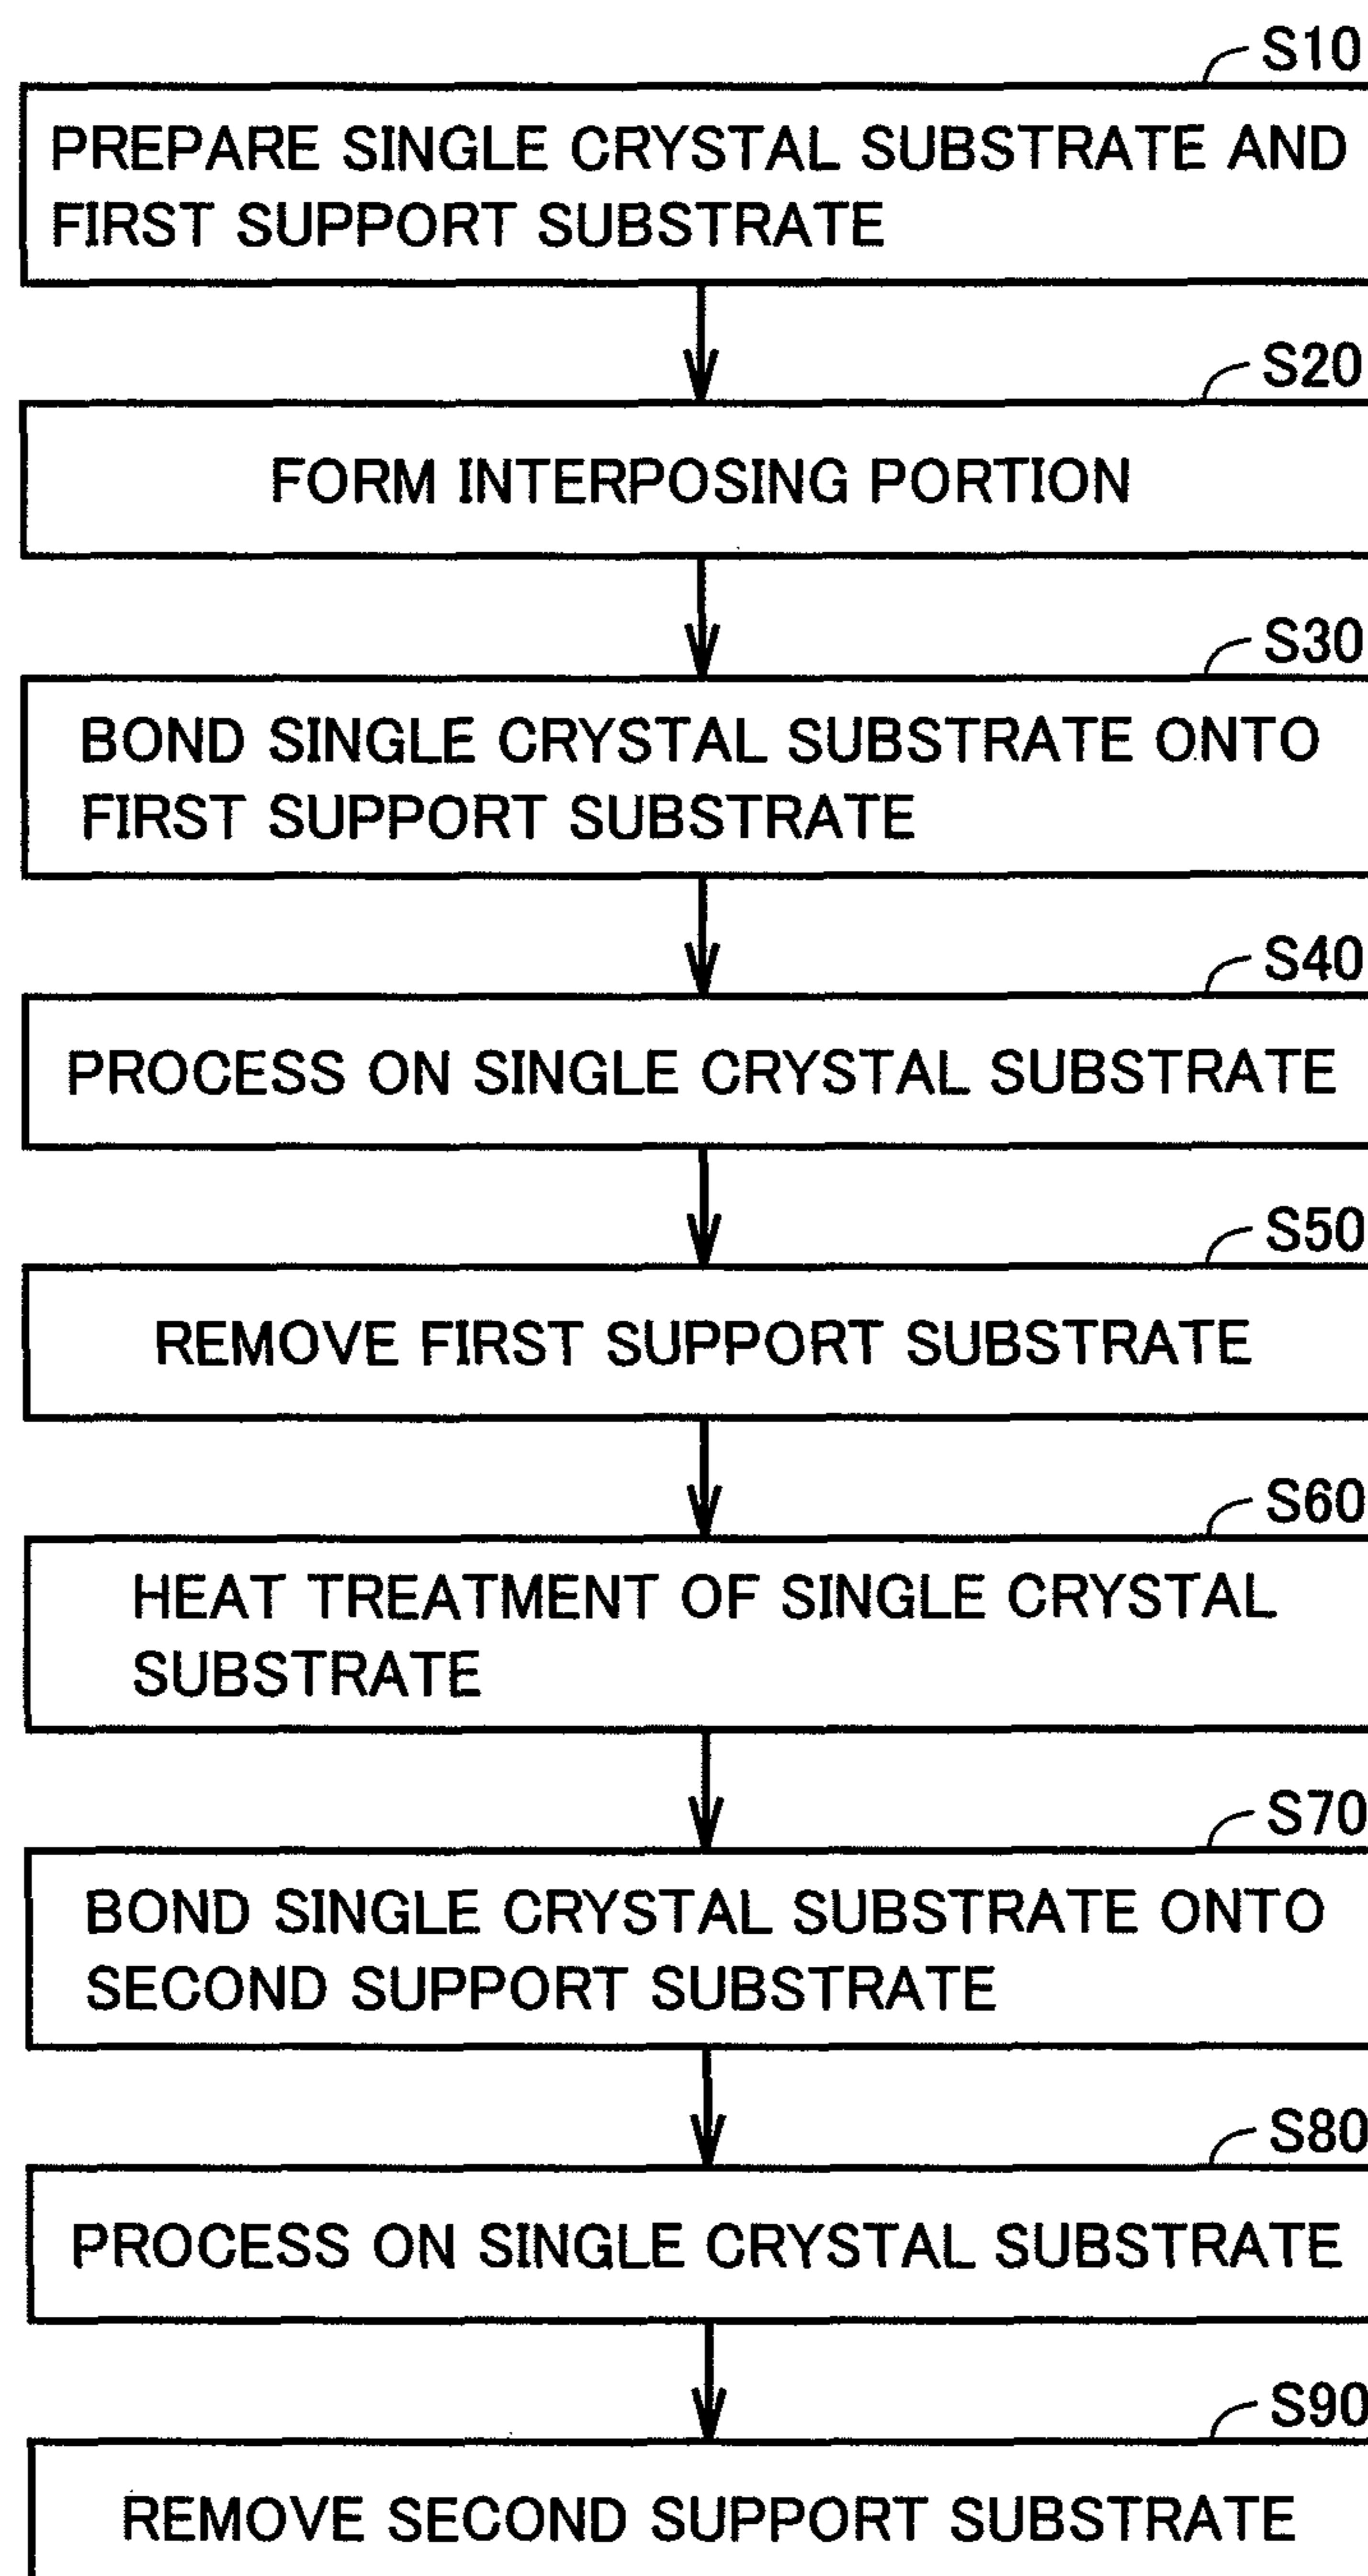 S10
PREPARE SINGLE CRYSTAL SUBSTRATE AND
FIRST SUPPORT SUBSTRATE
S20
FORM INTERPOSING PORTION
S30
BOND SINGLE CRYSTAL SUBSTRATE ONTO
FIRST SUPPORT SUBSTRATE
S40
PROCESS ON SINGLE CRYSTAL SUBSTRATE
S50
REMOVE FIRST SUPPORT SUBSTRATE
S60
HEAT TREATMENT OF SINGLE CRYSTAL
SUBSTRATE
S70
BOND SINGLE CRYSTAL SUBSTRATE ONTO
SECOND SUPPORT SUBSTRATE
S80
PROCESS ON SINGLE CRYSTAL SUBSTRATE
S90
REMOVE SECOND SUPPORT SUBSTRATE